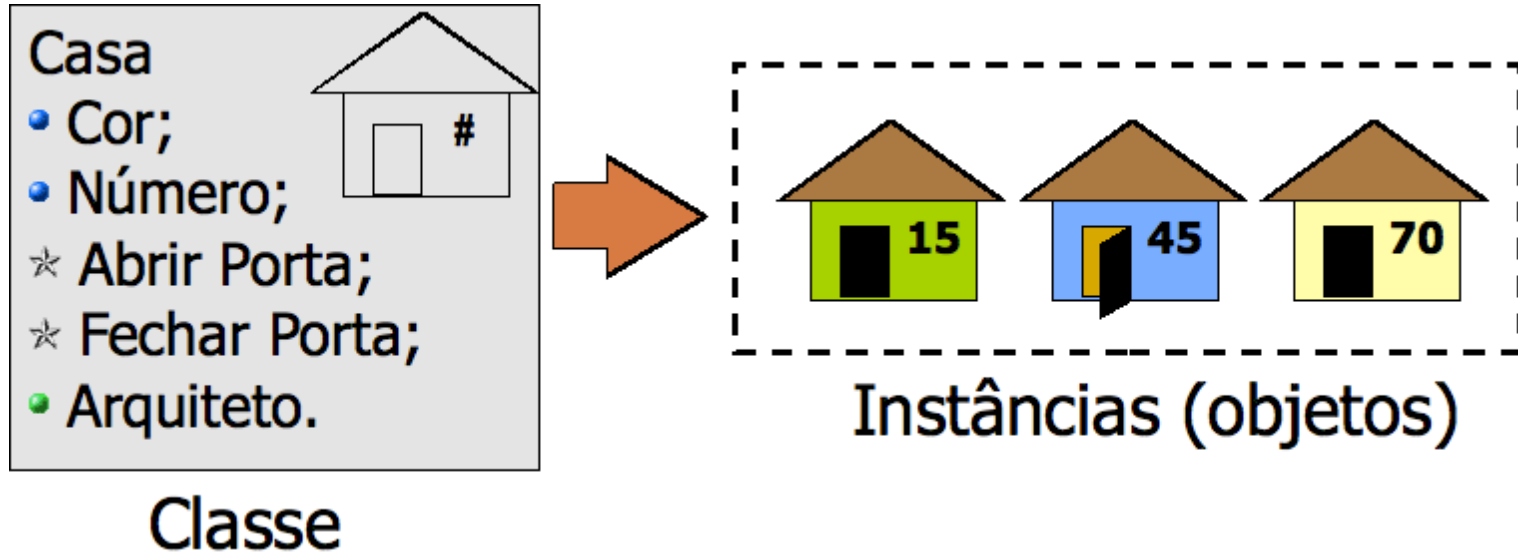 Casa
Cor;
Número;
Abrir Porta;
Fechar Porta;
Arquiteto.
#
Classe
15
45
70
Instâncias (objetos)